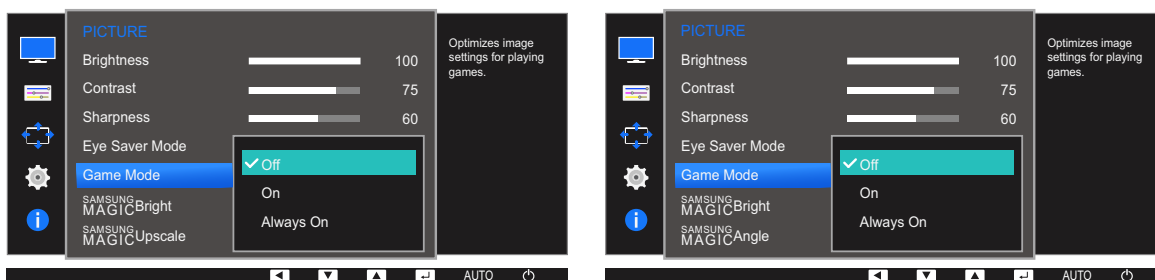 PICTURE
Brightness 100
Contrast 75
Sharpness 60
Eye Saver Mode
Game Mode
SAMSUNG
MAGICBright
SAMSUNG
MAGICUpscale
Off
On
Always On
Optimizes image
settings for playing
games.
AUTO
PICTURE
Brightness 100
Contrast 75
Sharpness 60
Eye Saver Mode
Game Mode
SAMSUNG
MAGICBright
SAMSUNG
MAGICAngle
Off
On
Always On
Optimizes image
settings for playing
games.
AUTO